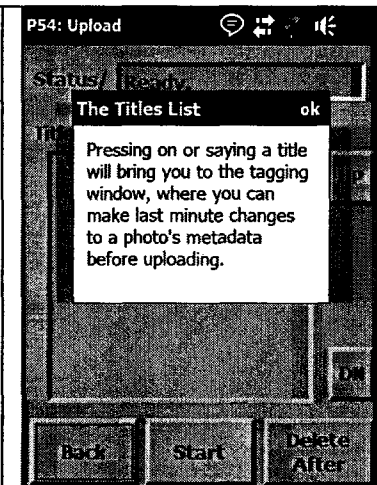 P54: Upload
Status/ Ready.
The Titles List ok
Pressing on or saying a title
will bring you to the tagging
window, where you can
make last minute changes
to a photo's metadata
before uploading.
Back Start Delete
After